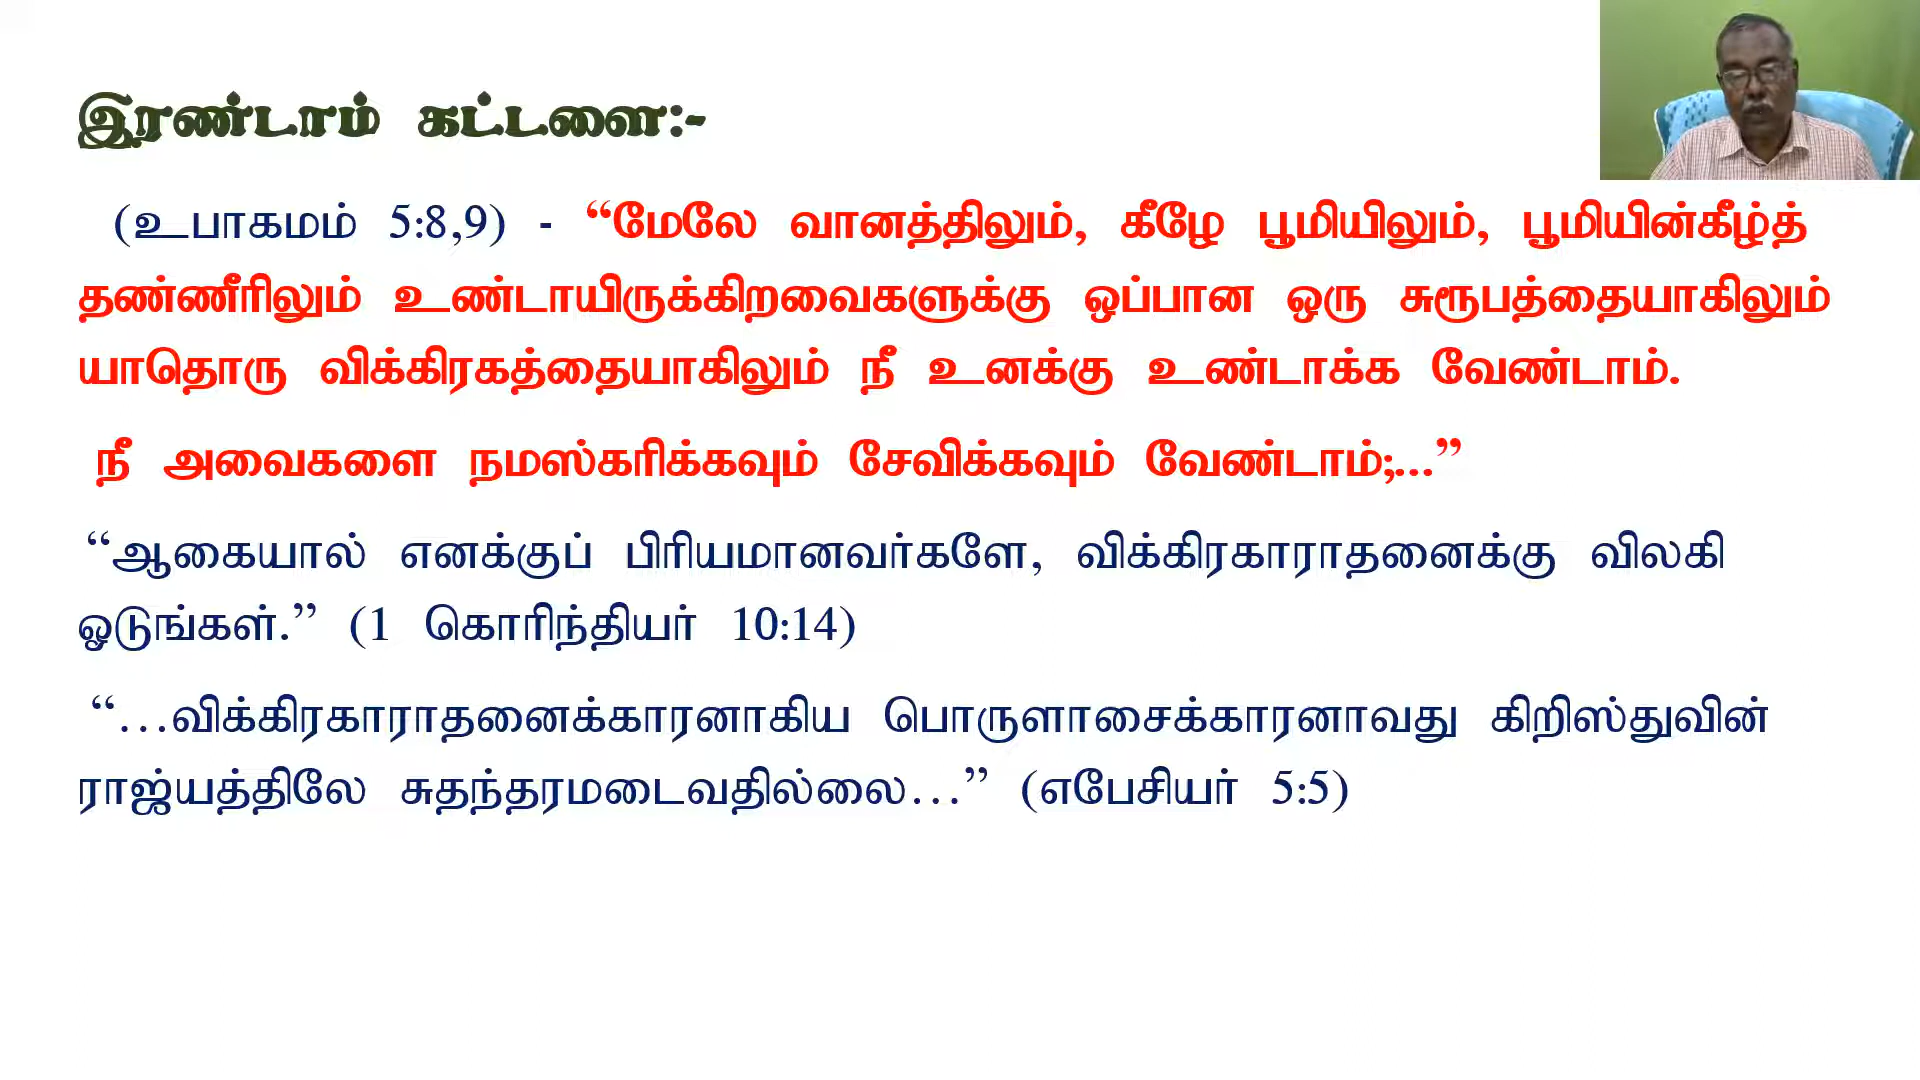 இரண்டாம் கட்டளை:-
(உபாகமம் 5:8,9) - “மேலே வானத்திலும், கீழே பூமியிலும், பூமியின்கீழ்த்
தண்ணீரிலும் உண்டாயிருக்கிறவைகளுக்கு ஒப்பான ஒரு சுரூபத்தையாகிலும்
யாதொரு விக்கிரகத்தையாகிலும் நீ உனக்கு உண்டாக்க வேண்டாம்.
நீ அவைகளை நமஸ்கரிக்கவும் சேவிக்கவும் வேண்டாம்;...”
“ஆகையால் எனக்குப் பிரியமானவர்களே, விக்கிரகாராதனைக்கு விலகி
ஓடுங்கள்.” (1 கொரிந்தியர் 10:14)
“...விக்கிரகாராதனைக்காரனாகிய பொருளாசைக்காரனாவது கிறிஸ்துவின்
ராஜ்யத்திலே சுதந்தரமடைவதில்லை...” (எபேசியர் 5:5)